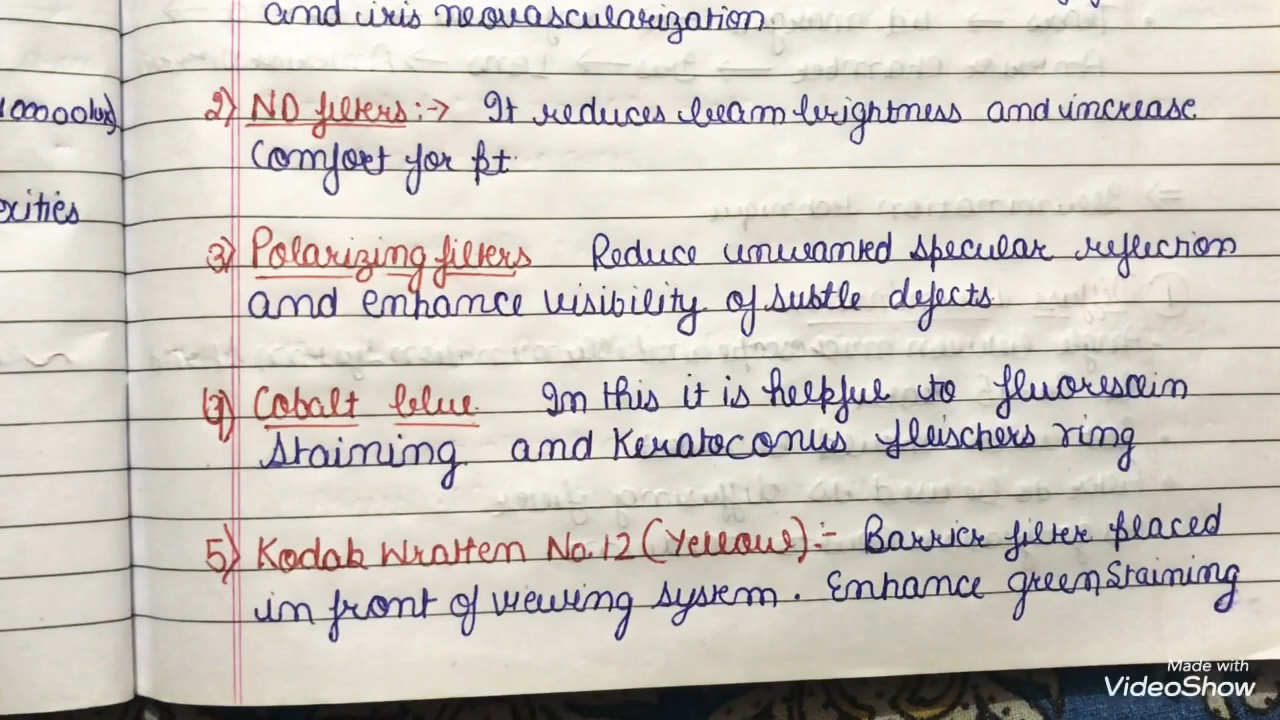 and iris neovascularization
100000lux)
2) ND filters :→ It reduces beam brightness and increase
comfort for pt.
exities
3) Polarizing filters Reduce unwanted specular reflection
and enhance visibility of subtle defects
(4) Cobalt blue In this it is helpful to fluorescein
staining and Keratoconus fleischers ring
5) Kodak Wratten No.12 (Yellow) :- Barrier filter placed
in front of viewing system. Enhance green staining
Made with
VideoShow